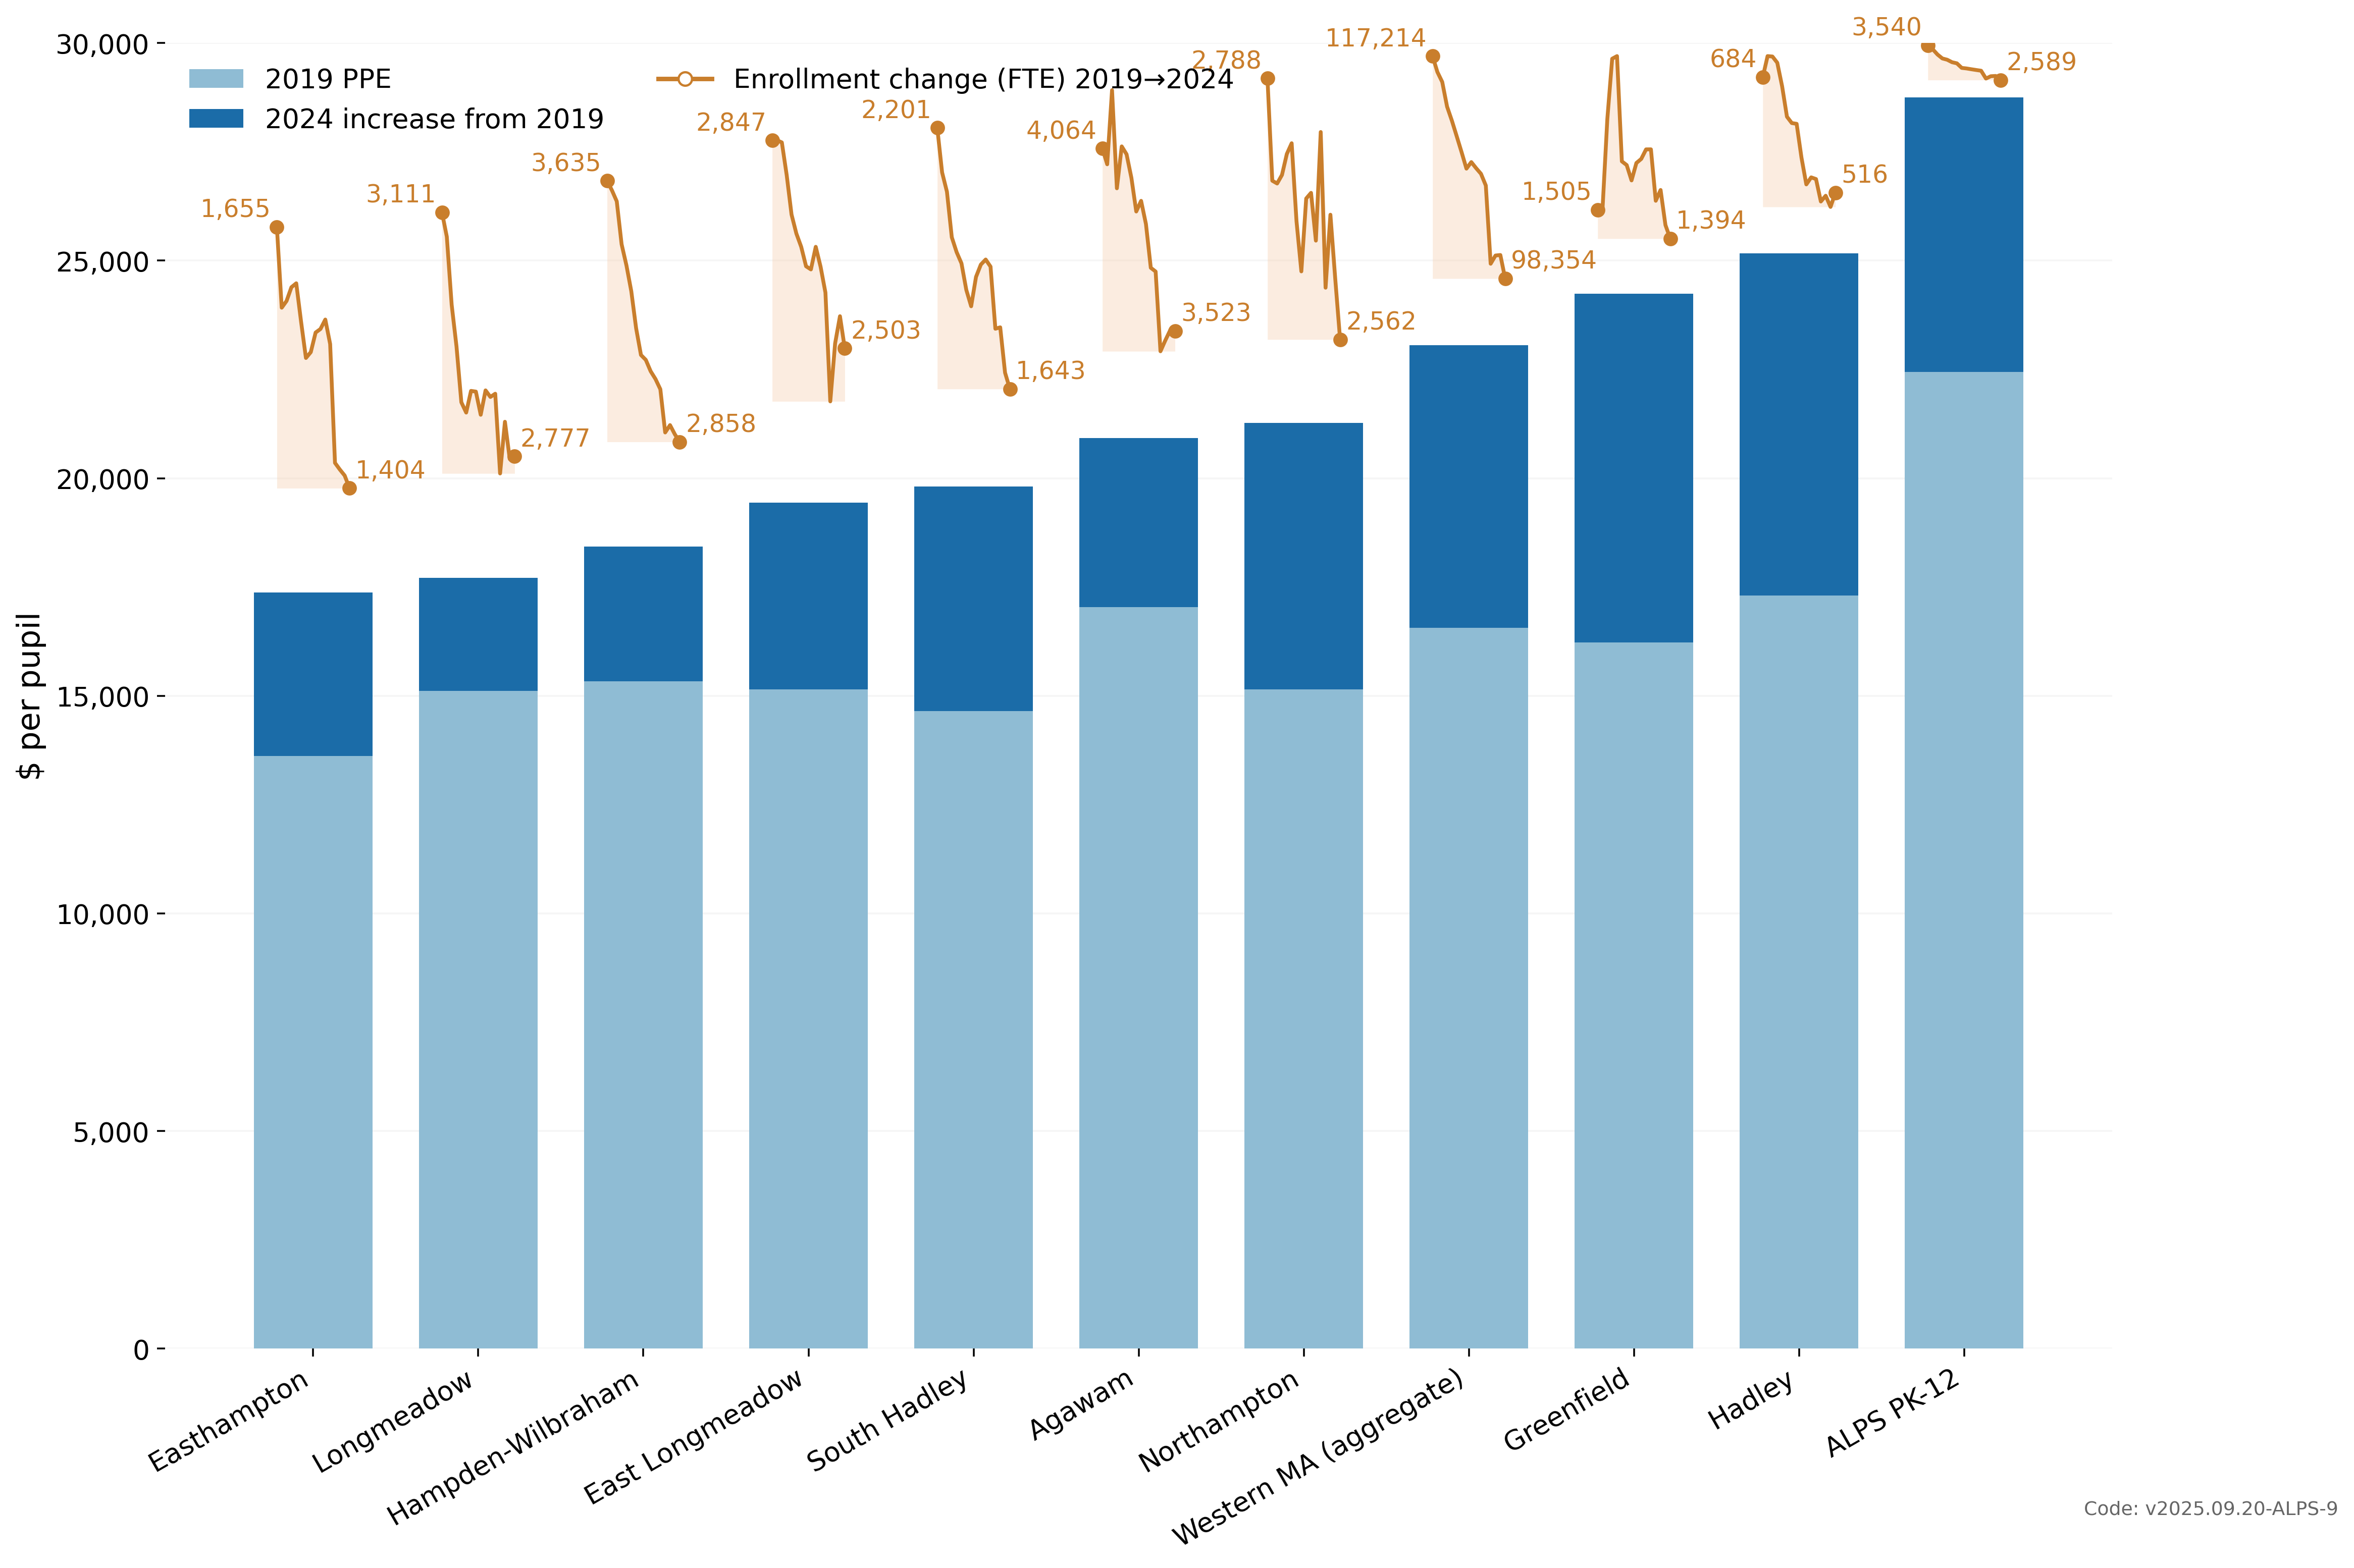 30,000
25,000
20,000
15,000
10,000
5,000
0
$ per pupil
2019 PPE
2024 increase from 2019
Enrollment change (FTE) 2019→2024
1,655
1,404
3,111
2,777
3,635
2,858
2,847
2,503
2,201
1,643
4,064
3,523
2,788
2,562
117,214
98,354
1,505
1,394
684
516
3,540
2,589
Easthampton
Longmeadow
Hampden-Wilbraham
East Longmeadow
South Hadley
Agawam
Northampton
Western MA (aggregate)
Greenfield
Hadley
ALPS PK-12
Code: v2025.09.20-ALPS-9